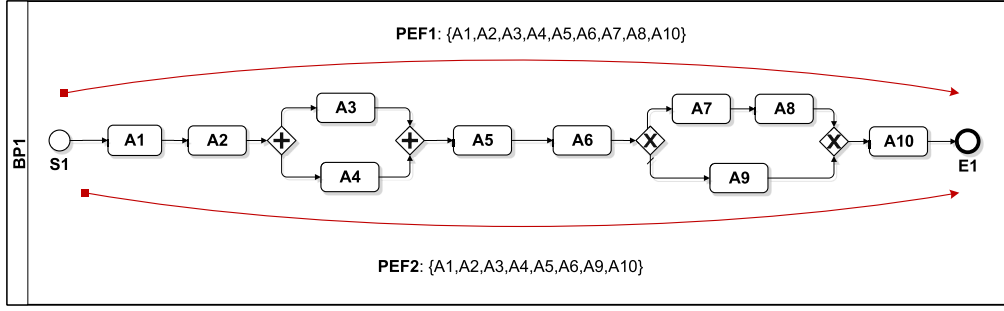 PEF1: {A1,A2,A3,A4,A5,A6,A7,A8,A10}
BP1
S1
A1
A2
A3
A4
A5
A6
X
A7
A8
A9
X
A10
E1
PEF2: {A1,A2,A3,A4,A5,A6,A9,A10}